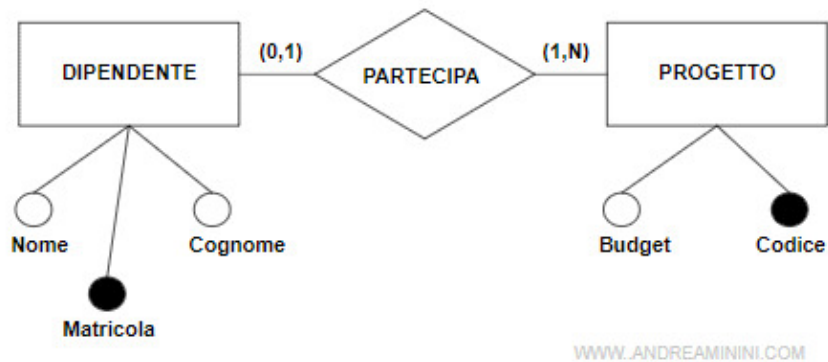 DIPENDENTE
(0,1)
PARTECIPA
(1,N)
PROGETTO
Nome
Cognome
Matricola
Budget
Codice
WWW.ANDREAMININI.COM